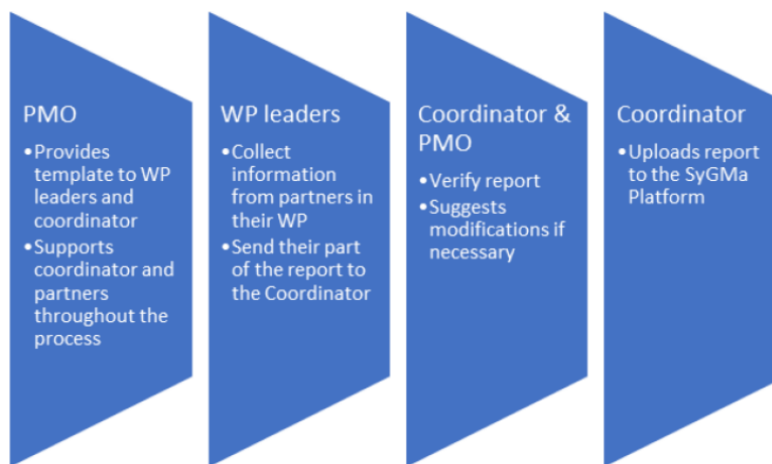 PMO
•Provides
template to WP
leaders and
coordinator
•Supports
coordinator and
partners
throughout the
process
WP leaders
•Collect
information
from partners in
their WP
•Send their part
of the report to
the Coordinator
Coordinator &
PMO
•Verify report
•Suggests
modifications if
necessary
Coordinator
•Uploads report
to the SyGMa
Platform